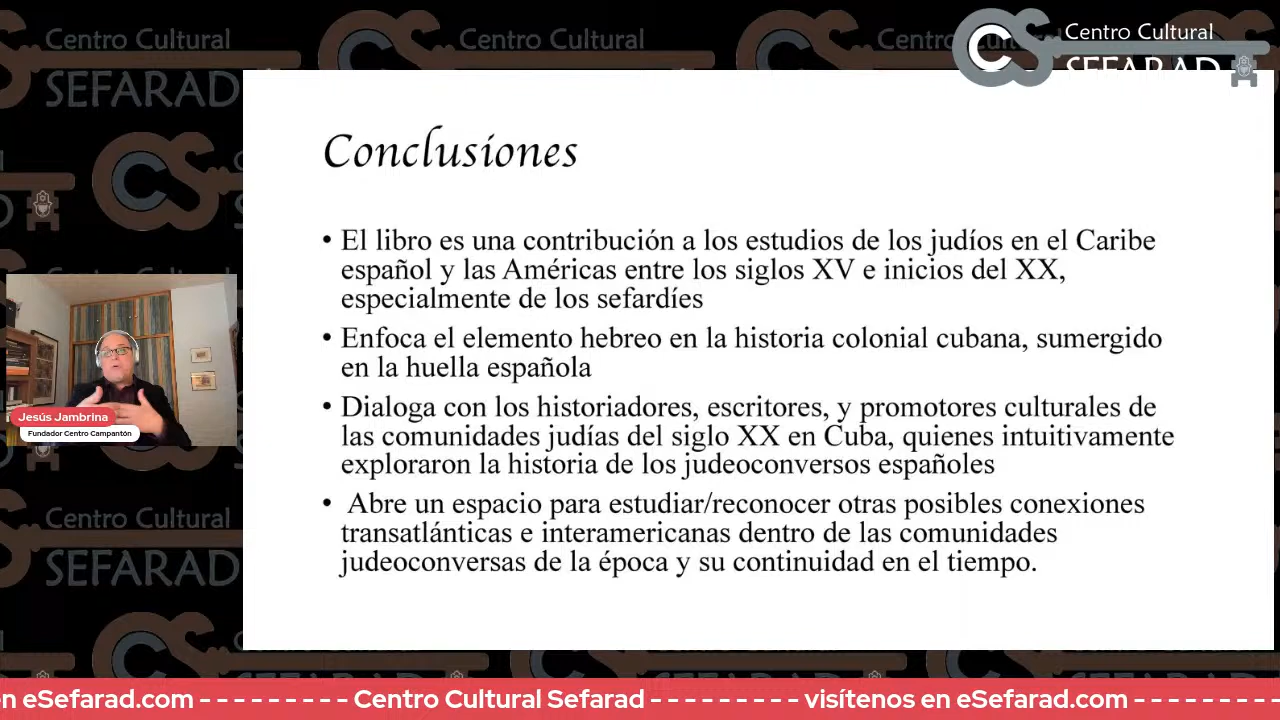 Centro Cultural
SEFARAD
Centro Cultural
Centro Cultural
SEFARAD
Conclusiones
• El libro es una contribución a los estudios de los judíos en el Caribe
español y las Américas entre los siglos XV e inicios del XX,
especialmente de los sefardíes
• Enfoca el elemento hebreo en la historia colonial cubana, sumergido
en la huella española
• Dialoga con los historiadores, escritores, y promotores culturales de
las comunidades judías del siglo XX en Cuba, quienes intuitivamente
exploraron la historia de los judeoconversos españoles
• Abre un espacio para estudiar/reconocer otras posibles conexiones
transatlánticas e interamericanas dentro de las comunidades
judeoconversas de la época y su continuidad en el tiempo.
Jesús Jambrina
Fundador Centro Campantón
Centro Cultural
SEFARAD
en eSefarad.com - - - - - - - - - Centro Cultural Sefarad - - - - - - - - - visítenos en eSefarad.com - - - - - - - - -